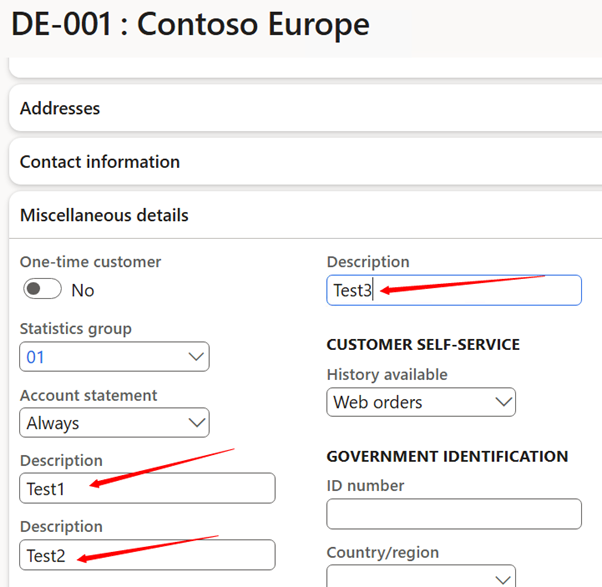 DE-001 : Contoso Europe
Addresses
Contact information
Miscellaneous details
One-time customer
No
Statistics group
01
Account statement
Always
Description
Test1
Description
Test2
Description
Test3
CUSTOMER SELF-SERVICE
History available
Web orders
GOVERNMENT IDENTIFICATION
ID number
Country/region